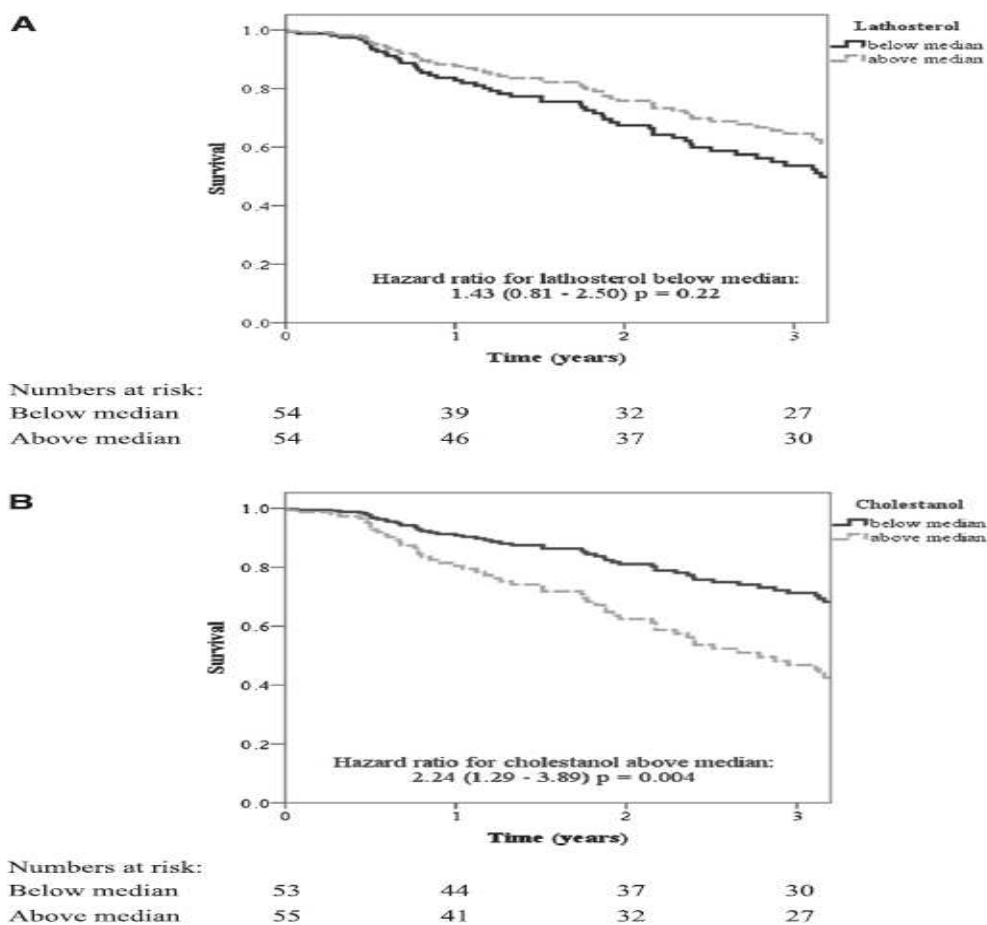 A
Lathosterol
below median
above median
1.0
0.8
0.6
0.4
0.2
0.0
Survival
Hazard ratio for lathosterol below median:
1.43 (0.81 - 2.50) p = 0.22
0 1 2 3
Time (years)
Numbers at risk:
Below median 54 39 32 27
Above median 54 46 37 30
B
Cholestanol
below median
above median
1.0
0.8
0.6
0.4
0.2
0.0
Survival
Hazard ratio for cholestanol above median:
2.24 (1.29 - 3.89) p = 0.004
0 1 2 3
Time (years)
Numbers at risk:
Below median 53 44 37 30
Above median 55 41 32 27